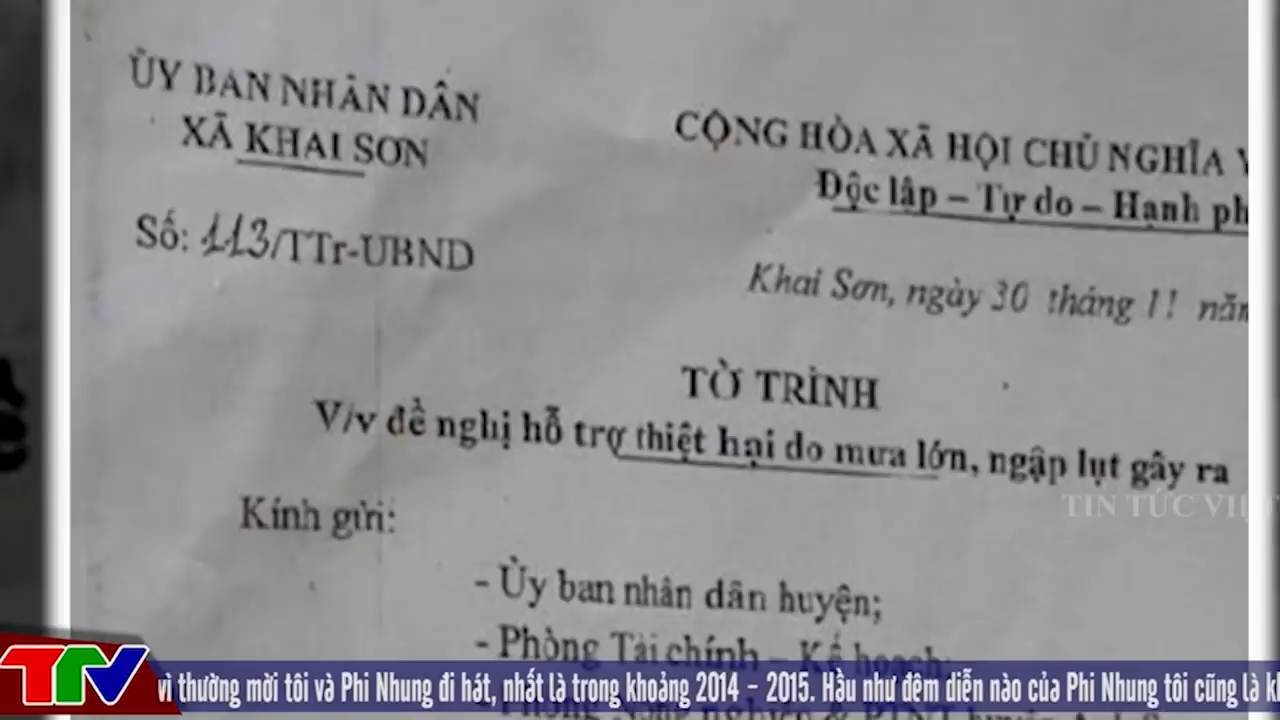 ỦY BAN NHÂN DÂN
XÃ KHAI SƠN
CỘNG HÒA XÃ HỘI CHỦ NGHĨA
Độc lập – Tự do – Hạnh ph
Số: 113/TTr-UBND
Khai Sơn, ngày 30 tháng 11 năm
TỜ TRÌNH
V/v đề nghị hỗ trợ thiệt hại do mưa lớn, ngập lụt gây ra
TIN TỨC VIỆT
Kính gửi:
- Ủy ban nhân dân huyện;
- Phòng Tài chính – Kế hoạch;
TTV
vì thường mời tôi và Phi Nhung đi hát, nhất là trong khoảng 2014 – 2015. Hầu như đêm diễn nào của Phi Nhung tôi cũng là k